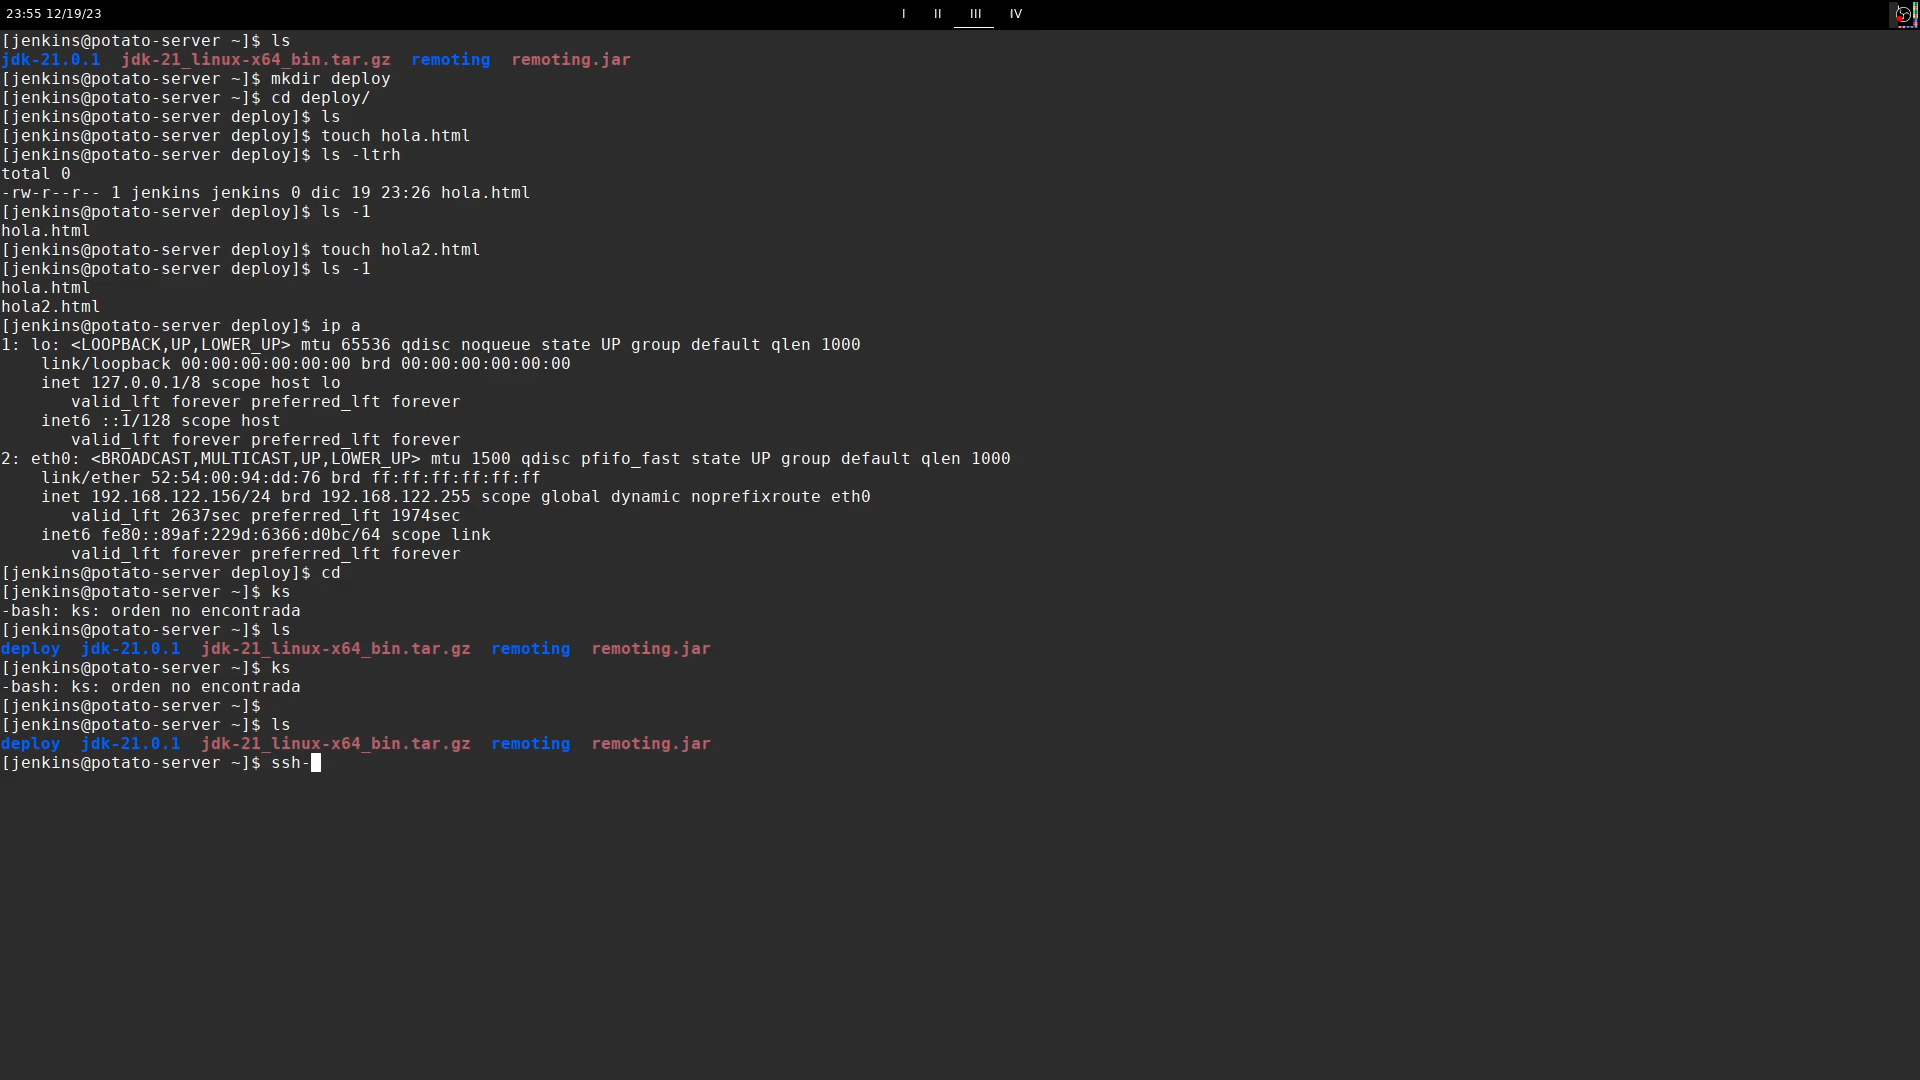 23:55 12/19/23 I II III IV
[jenkins@potato-server ~]$ ls
jdk-21.0.1  jdk-21_linux-x64_bin.tar.gz  remoting  remoting.jar
[jenkins@potato-server ~]$ mkdir deploy
[jenkins@potato-server ~]$ cd deploy/
[jenkins@potato-server deploy]$ ls
[jenkins@potato-server deploy]$ touch hola.html
[jenkins@potato-server deploy]$ ls -ltrh
total 0
-rw-r--r-- 1 jenkins jenkins 0 dic 19 23:26 hola.html
[jenkins@potato-server deploy]$ ls -1
hola.html
[jenkins@potato-server deploy]$ touch hola2.html
[jenkins@potato-server deploy]$ ls -1
hola.html
hola2.html
[jenkins@potato-server deploy]$ ip a
1: lo: <LOOPBACK,UP,LOWER_UP> mtu 65536 qdisc noqueue state UP group default qlen 1000
    link/loopback 00:00:00:00:00:00 brd 00:00:00:00:00:00
    inet 127.0.0.1/8 scope host lo
       valid_lft forever preferred_lft forever
    inet6 ::1/128 scope host
       valid_lft forever preferred_lft forever
2: eth0: <BROADCAST,MULTICAST,UP,LOWER_UP> mtu 1500 qdisc pfifo_fast state UP group default qlen 1000
    link/ether 52:54:00:94:dd:76 brd ff:ff:ff:ff:ff:ff
    inet 192.168.122.156/24 brd 192.168.122.255 scope global dynamic noprefixroute eth0
       valid_lft 2637sec preferred_lft 1974sec
    inet6 fe80::89af:229d:6366:d0bc/64 scope link
       valid_lft forever preferred_lft forever
[jenkins@potato-server deploy]$ cd
[jenkins@potato-server ~]$ ks
-bash: ks: orden no encontrada
[jenkins@potato-server ~]$ ls
deploy  jdk-21.0.1  jdk-21_linux-x64_bin.tar.gz  remoting  remoting.jar
[jenkins@potato-server ~]$ ks
-bash: ks: orden no encontrada
[jenkins@potato-server ~]$
[jenkins@potato-server ~]$ ls
deploy  jdk-21.0.1  jdk-21_linux-x64_bin.tar.gz  remoting  remoting.jar
[jenkins@potato-server ~]$ ssh-